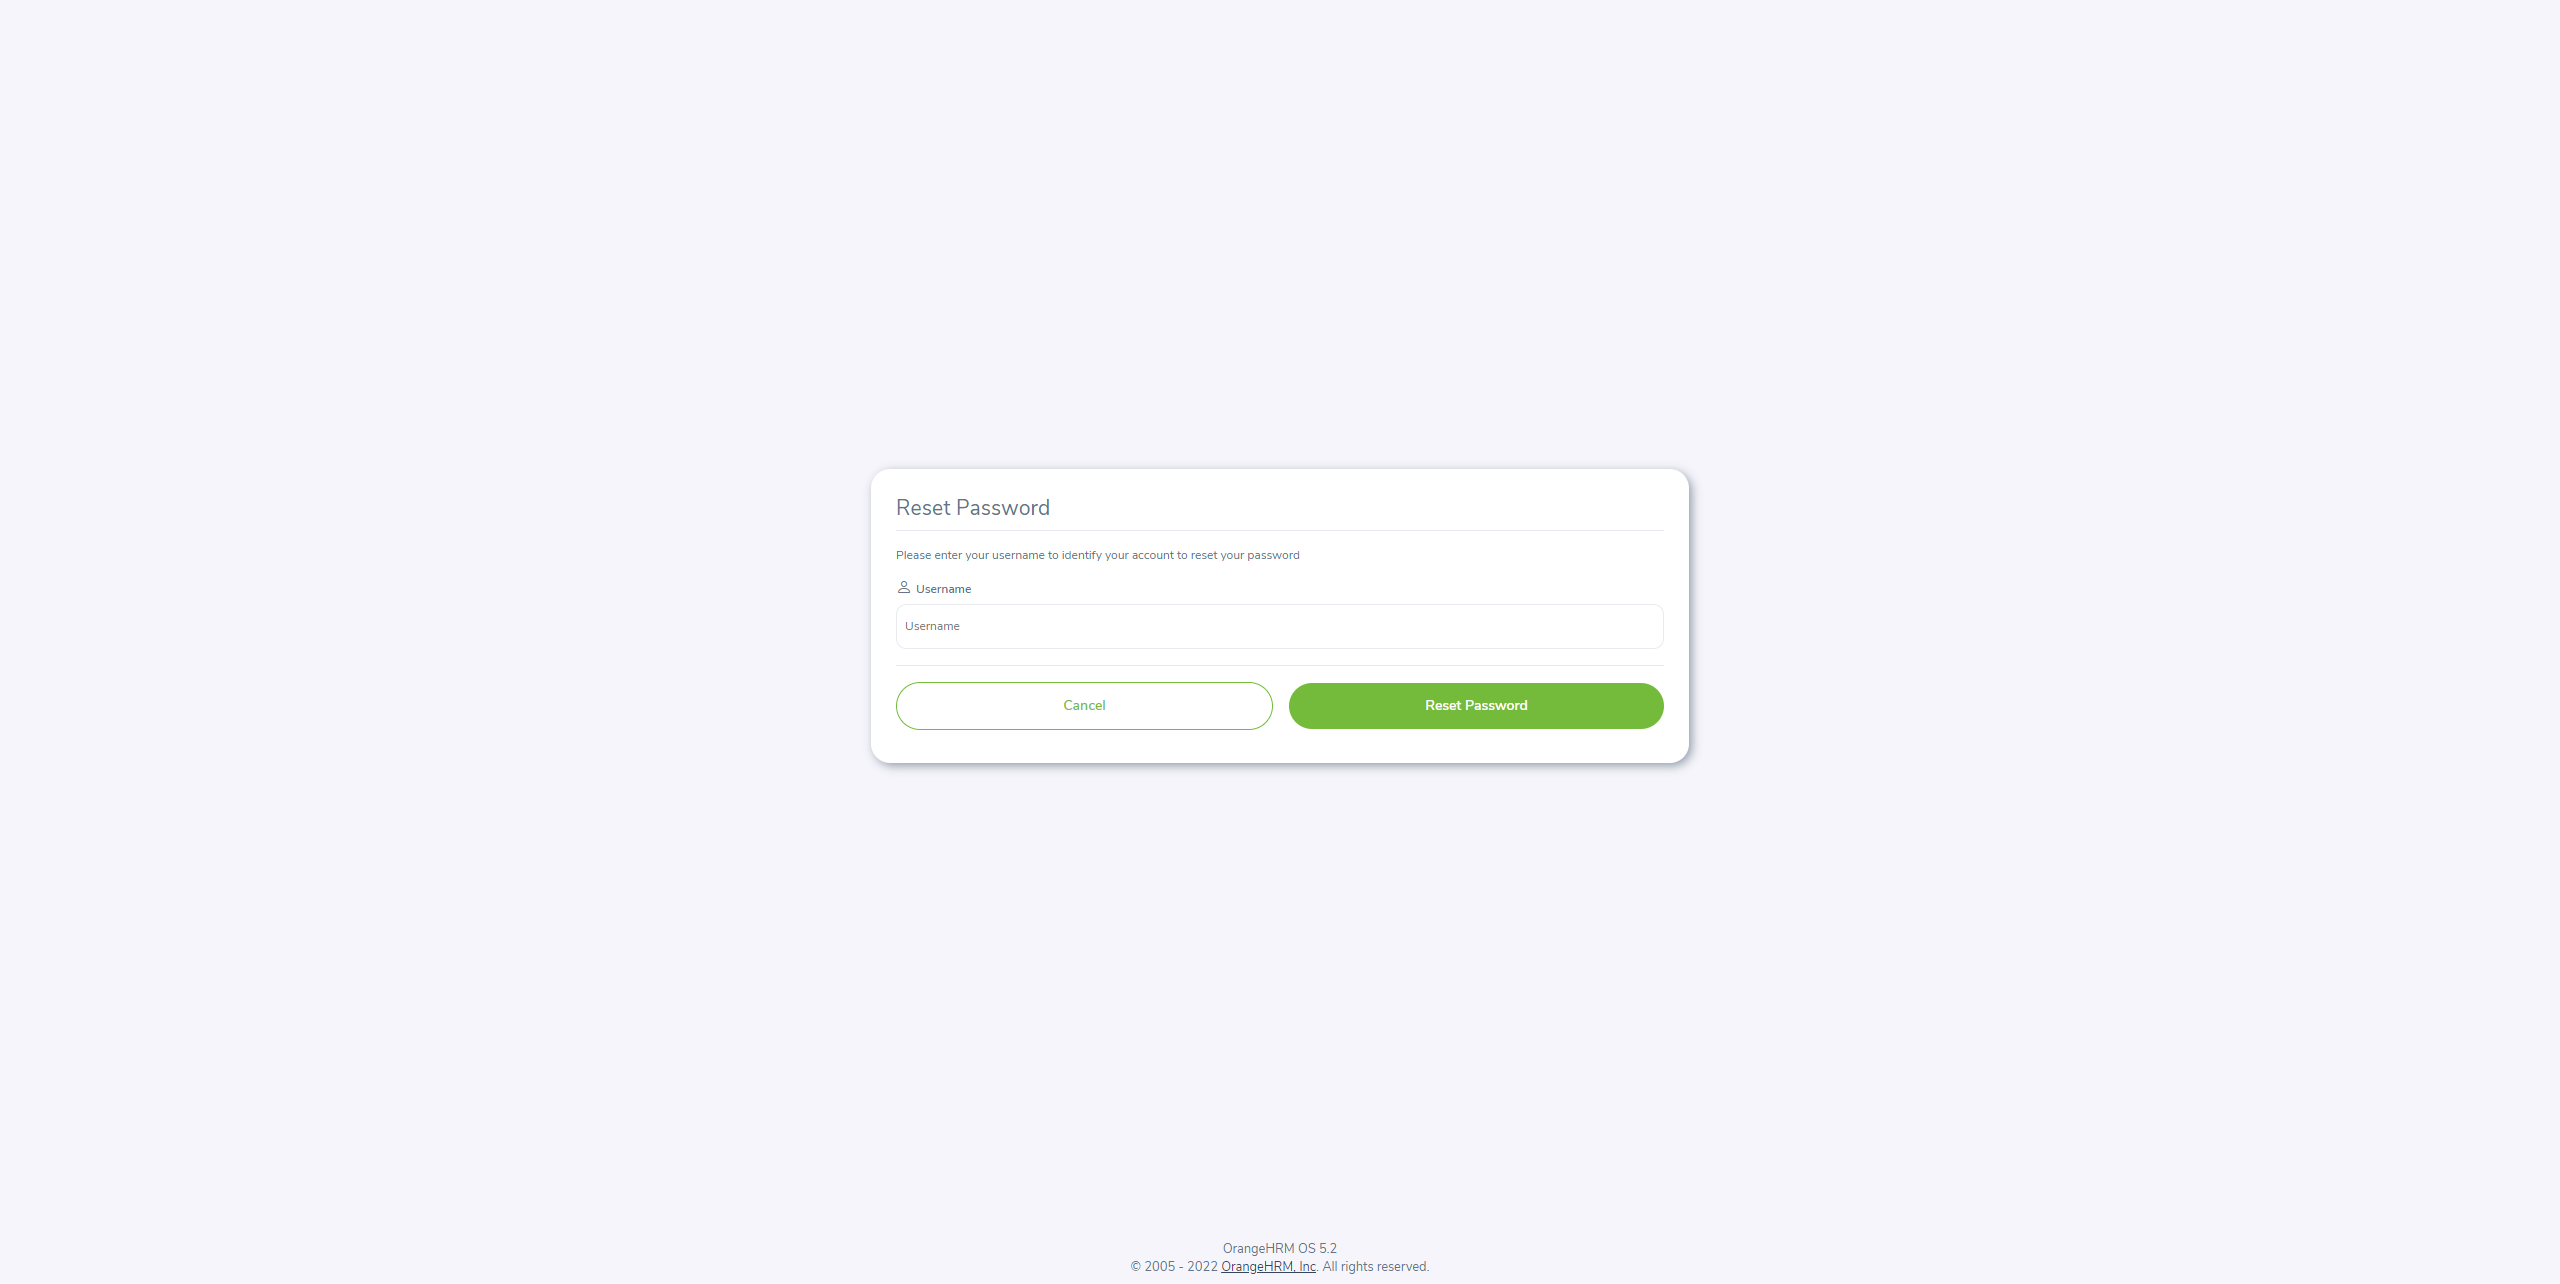 Reset Password
Please enter your username to identify your account to reset your password
Username
Username
Cancel
Reset Password
OrangeHRM OS 5.2
© 2005 - 2022 OrangeHRM, Inc. All rights reserved.